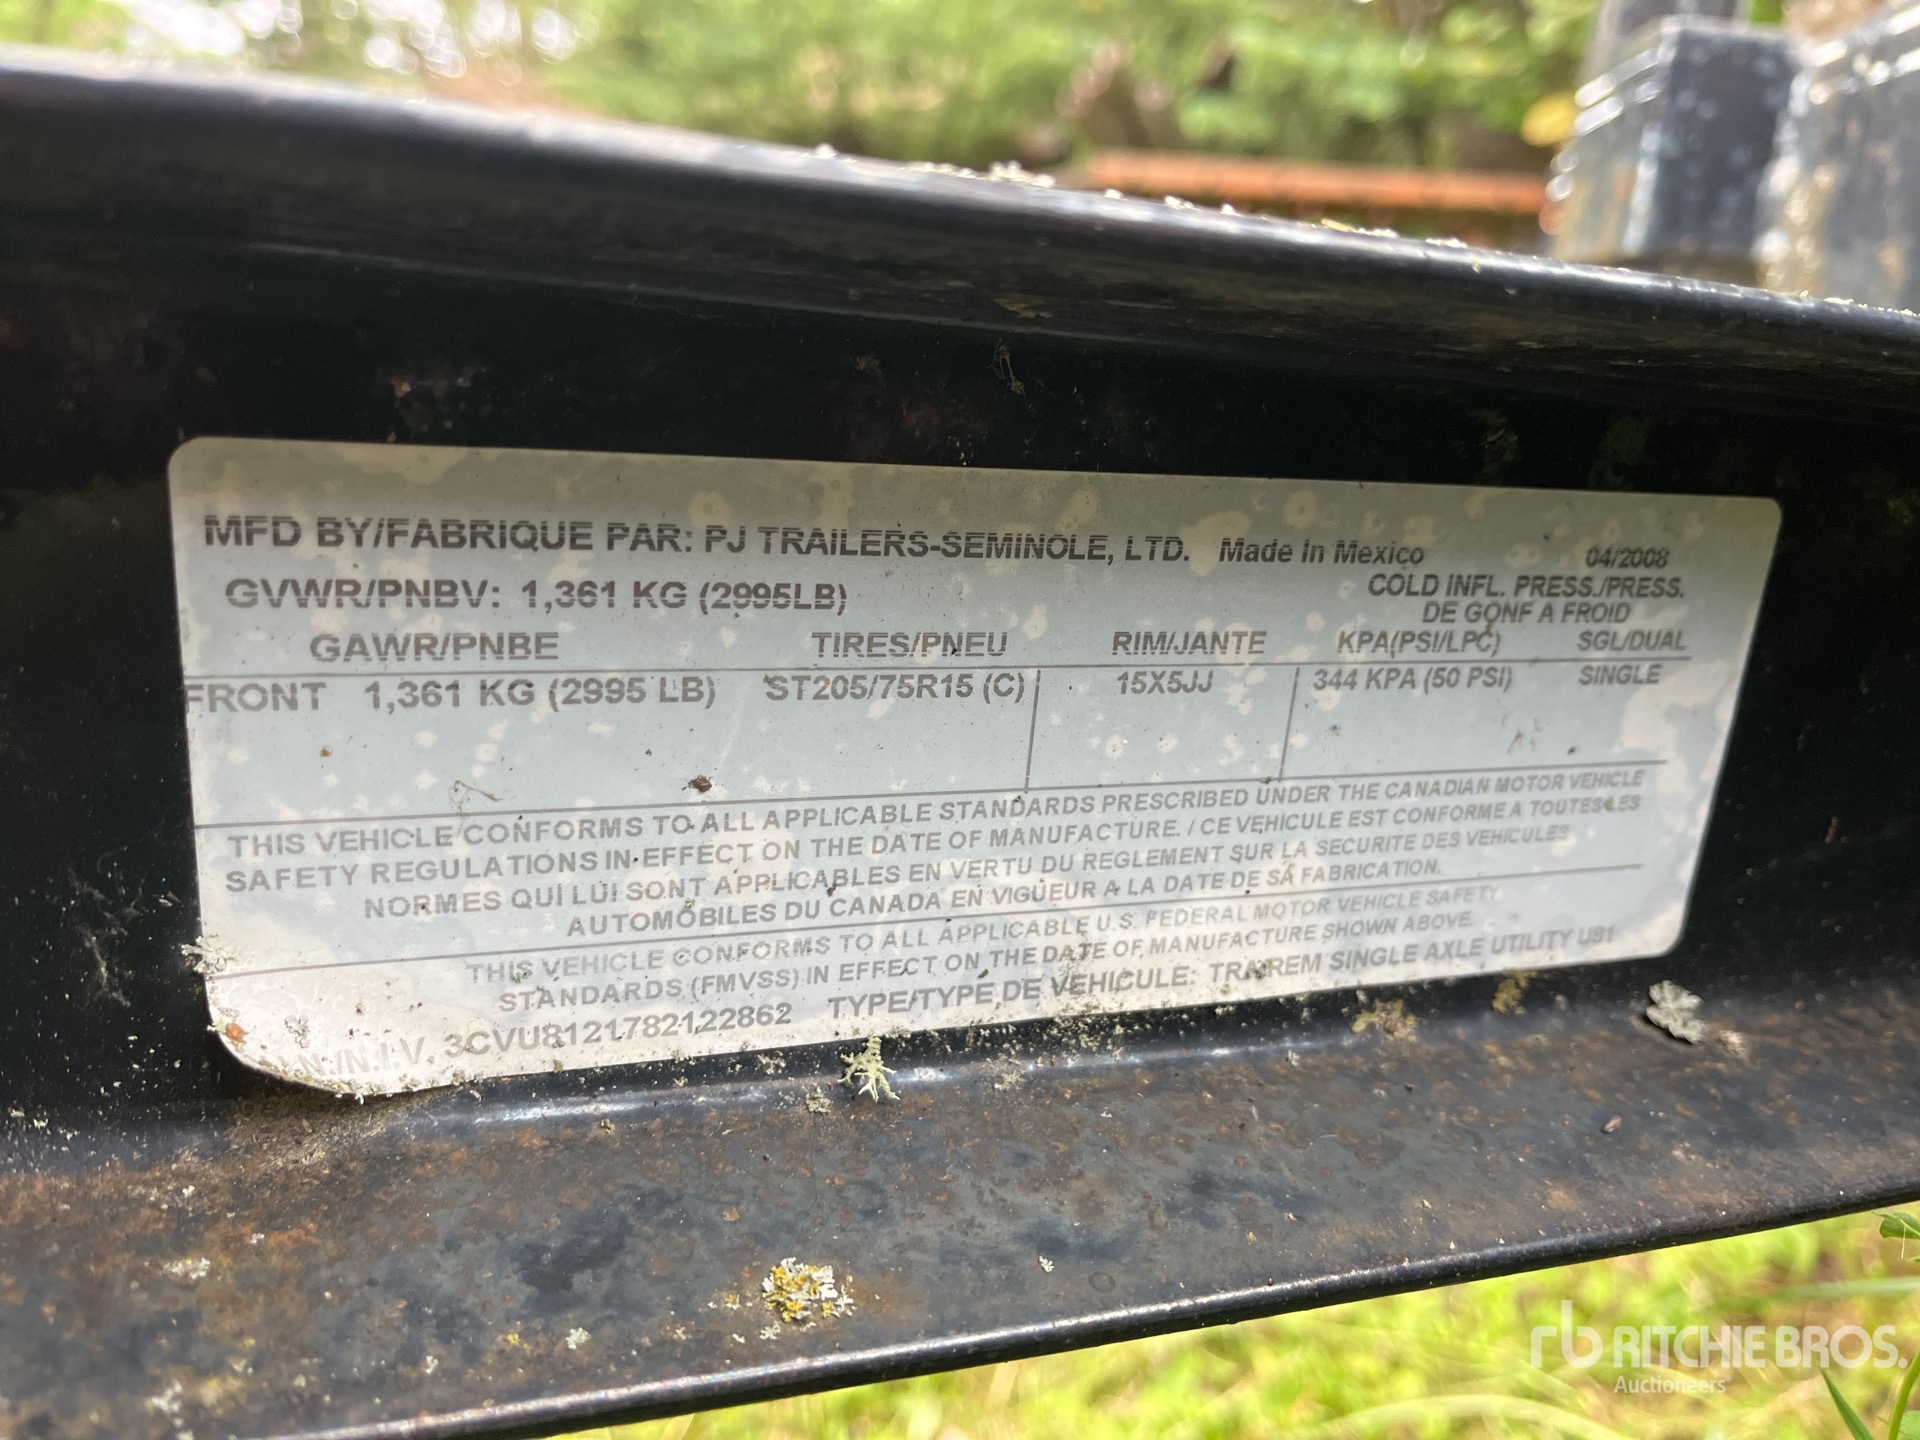 MFD BY/FABRIQUE PAR: PJ TRAILERS-SEMINOLE, LTD. Made In Mexico 04/2008
GVWR/PNBV: 1,361 KG (2995LB) COLD INFL. PRESS./PRESS.
DE GONF A FROID
GAWR/PNBE TIRES/PNEU RIM/JANTE KPA(PSI/LPC) SGL/DUAL
FRONT 1,361 KG (2995 LB) ST205/75R15 (C) 15X5JJ 344 KPA (50 PSI) SINGLE
THIS VEHICLE CONFORMS TO ALL APPLICABLE STANDARDS PRESCRIBED UNDER THE CANADIAN MOTOR VEHICLE
SAFETY REGULATIONS IN EFFECT ON THE DATE OF MANUFACTURE. / CE VEHICULE EST CONFORME A TOUTES LES
NORMES QUI LUI SONT APPLICABLES EN VERTU DU REGLEMENT SUR LA SECURITE DES VEHICULES
AUTOMOBILES DU CANADA EN VIGUEUR A LA DATE DE SA FABRICATION.
THIS VEHICLE CONFORMS TO ALL APPLICABLE U.S. FEDERAL MOTOR VEHICLE SAFETY
STANDARDS (FMVSS) IN EFFECT ON THE DATE OF MANUFACTURE SHOWN ABOVE.
.N./N.I.V. 3CVU8121782122862 TYPE/TYPE DE VEHICULE: TRA/REM SINGLE AXLE UTILITY U81
rb RITCHIE BROS.
Auctioneers